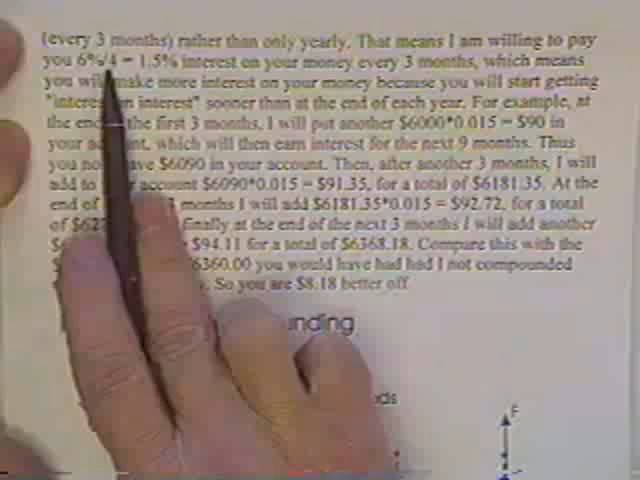 (every 3 months) rather than only yearly. That means I am willing to pay
you 6%/4 = 1.5% interest on your money every 3 months, which means
you will make more interest on your money because you will start getting
"interest on interest" sooner than at the end of each year. For example, at
the end the first 3 months, I will put another $6000*0.015 = $90 in
your nt, which will then earn interest for the next 9 months. Thus
you no ave $6090 in your account. Then, after another 3 months, I will
add to account $6090*0.015 = $91.35, for a total of $6181.35. At the
end of 3 months I will add $6181.35*0.015 = $92.72, for a total
of $62 finally at the end of the next 3 months I will add another
$94.11 for a total of $6368.18. Compare this with the
$6360.00 you would have had had I not compounded
So you are $8.18 better off
unding
ds
F